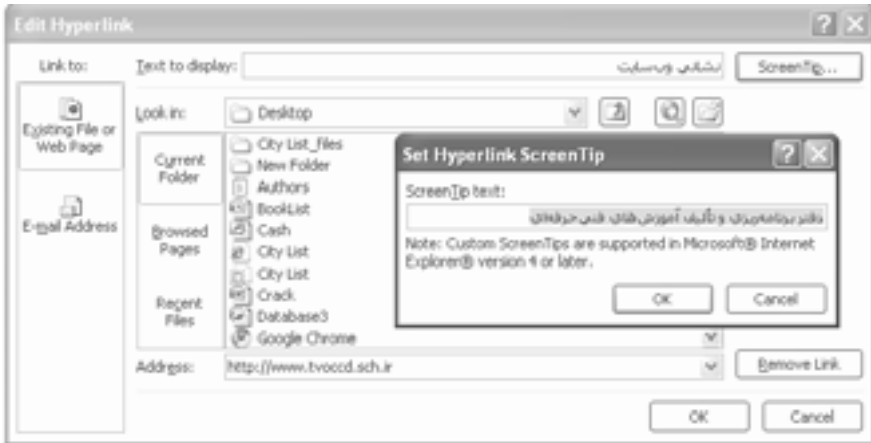 Edit Hyperlink
Link to:
Text to display:
نشانی وب‌سایت
ScreenTip...
Existing File or
Web Page
E-mail Address
Look in:
Desktop
Current
Folder
Browsed
Pages
Recent
Files
City List_files
New Folder
Authors
BookList
Cash
City List
City List
Crack
Database3
Google Chrome
Address:
http://www.tvoccd.sch.ir
Remove Link
OK
Cancel
Set Hyperlink ScreenTip
ScreenTip text:
دفتر برنامه‌ریزی و تألیف آموزش‌های فنی‌حرفه‌ای
Note: Custom ScreenTips are supported in Microsoft® Internet
Explorer® version 4 or later.
OK
Cancel